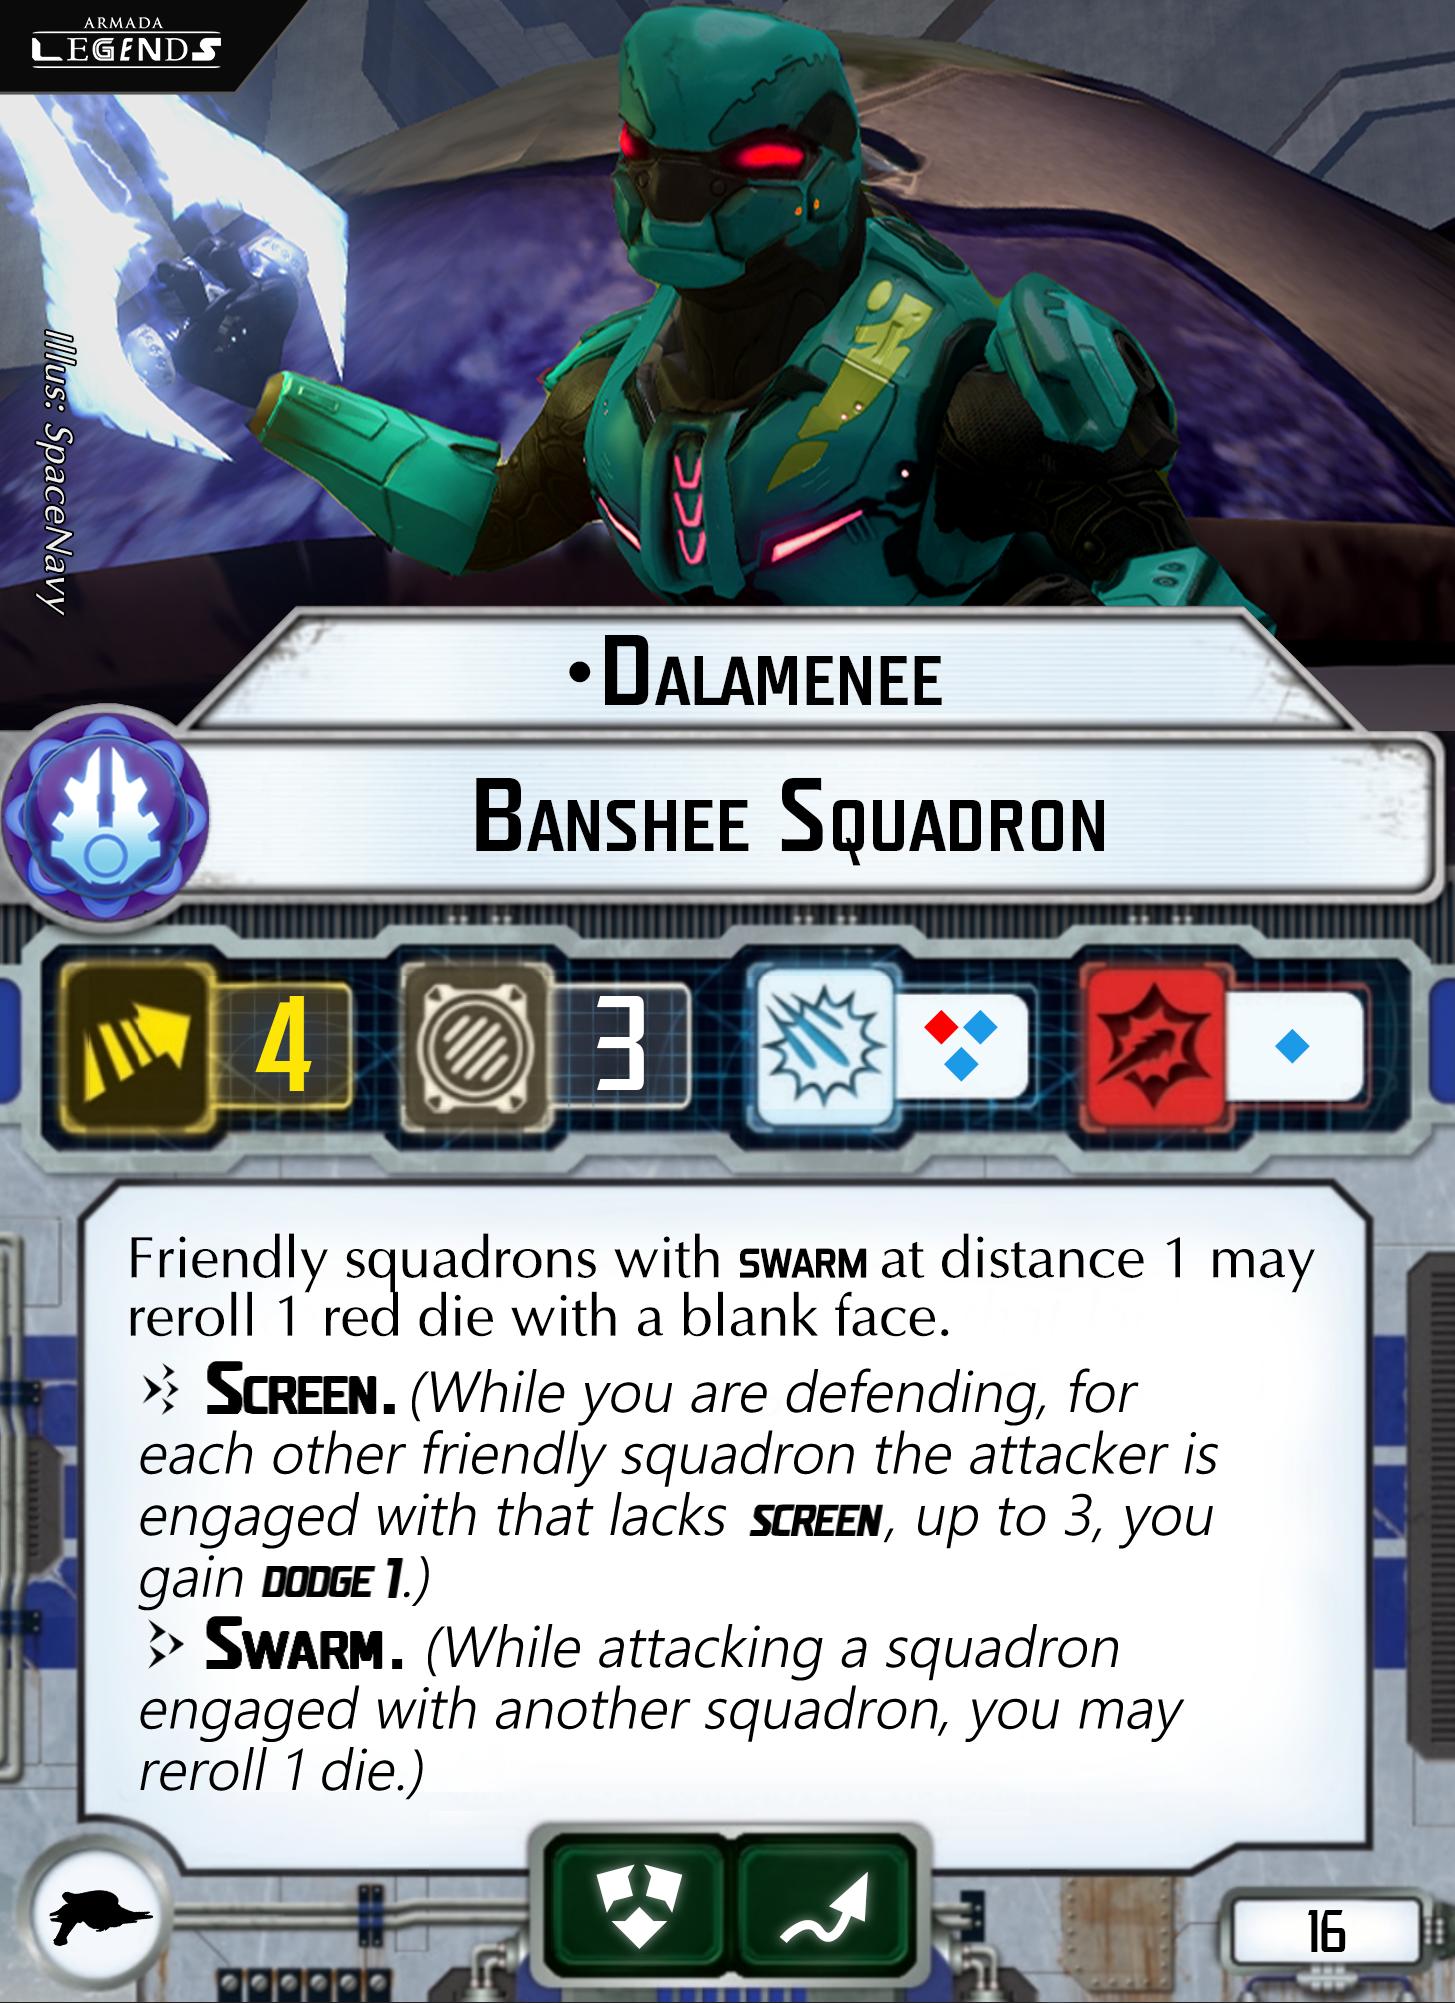 ARMADA
LEGENDS
Illus: SpaceNavy
•Dalamenee
Banshee Squadron
4
3
Friendly squadrons with SWARM at distance 1 may
reroll 1 red die with a blank face.
SCREEN. (While you are defending, for
each other friendly squadron the attacker is
engaged with that lacks SCREEN, up to 3, you
gain DODGE 1.)
SWARM. (While attacking a squadron
engaged with another squadron, you may
reroll 1 die.)
16